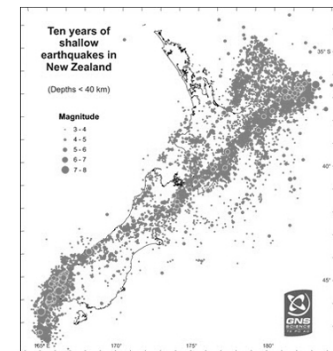 Ten years of
shallow
earthquakes in
New Zealand
(Depths < 40 km)
Magnitude
3 - 4
4 - 5
5 - 6
6 - 7
7 - 8
35° S
40°
45°
165° E
170°
175°
180°
GNS
SCIENCE